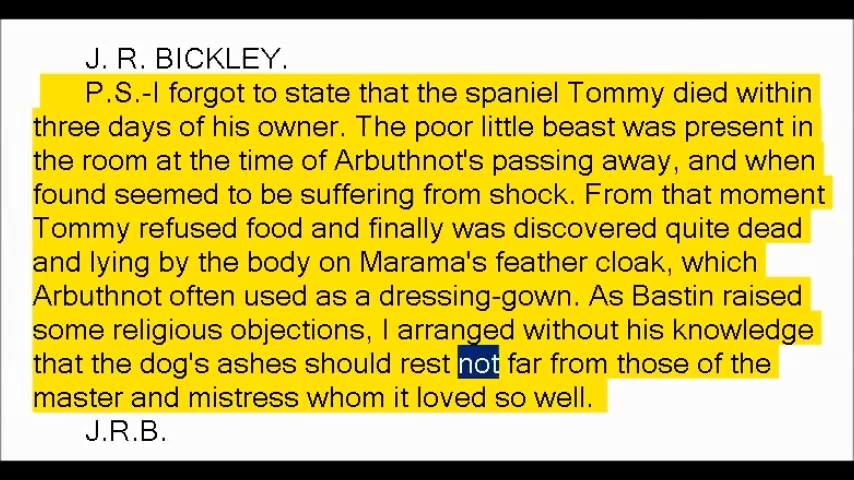 J. R. BICKLEY.
P.S.-I forgot to state that the spaniel Tommy died within
three days of his owner. The poor little beast was present in
the room at the time of Arbuthnot's passing away, and when
found seemed to be suffering from shock. From that moment
Tommy refused food and finally was discovered quite dead
and lying by the body on Marama's feather cloak, which
Arbuthnot often used as a dressing-gown. As Bastin raised
some religious objections, I arranged without his knowledge
that the dog's ashes should rest not far from those of the
master and mistress whom it loved so well.
J.R.B.